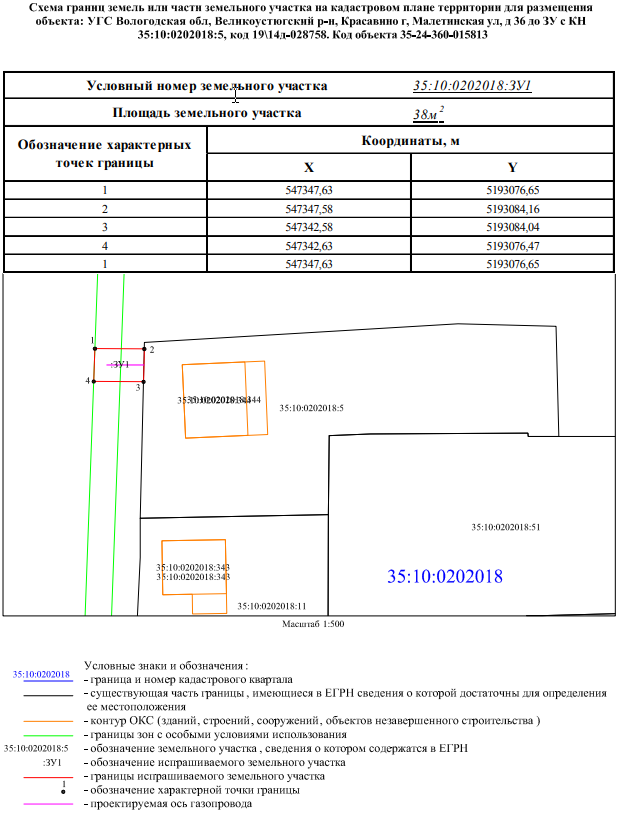 Схема границ земель или части земельного участка на кадастровом плане территории для размещения
объекта: УГС Вологодская обл, Великоустюгский р-н, Красавино г, Малетинская ул, д 36 до ЗУ с КН
35:10:0202018:5, код 19\14д-028758. Код объекта 35-24-360-015813
Условный номер земельного участка 35:10:0202018:ЗУ1
Площадь земельного участка 38м²
Обозначение характерных точек границы
Координаты, м
X Y
1 547347,63 5193076,65
2 547347,58 5193084,16
3 547342,58 5193084,04
4 547342,63 5193076,47
1 547347,63 5193076,65
1
2
:ЗУ1
4
3
35:10:0202018:5
35:10:0202018:51
35:10:0202018
35:10:0202018:343
35:10:0202018:343
35:10:0202018:11
Масштаб 1:500
Условные знаки и обозначения :
35:10:0202018 - граница и номер кадастрового квартала
- существующая часть границы , имеющиеся в ЕГРН сведения о которой достаточны для определения
ее местоположения
- контур ОКС (зданий, строений, сооружений, объектов незавершенного строительства )
- границы зон с особыми условиями использования
35:10:0202018:5 - обозначение земельного участка , сведения о котором содержатся в ЕГРН
:ЗУ1 - обозначение испрашиваемого земельного участка
- границы испрашиваемого земельного участка
1 - обозначение характерной точки границы
- проектируемая ось газопровода